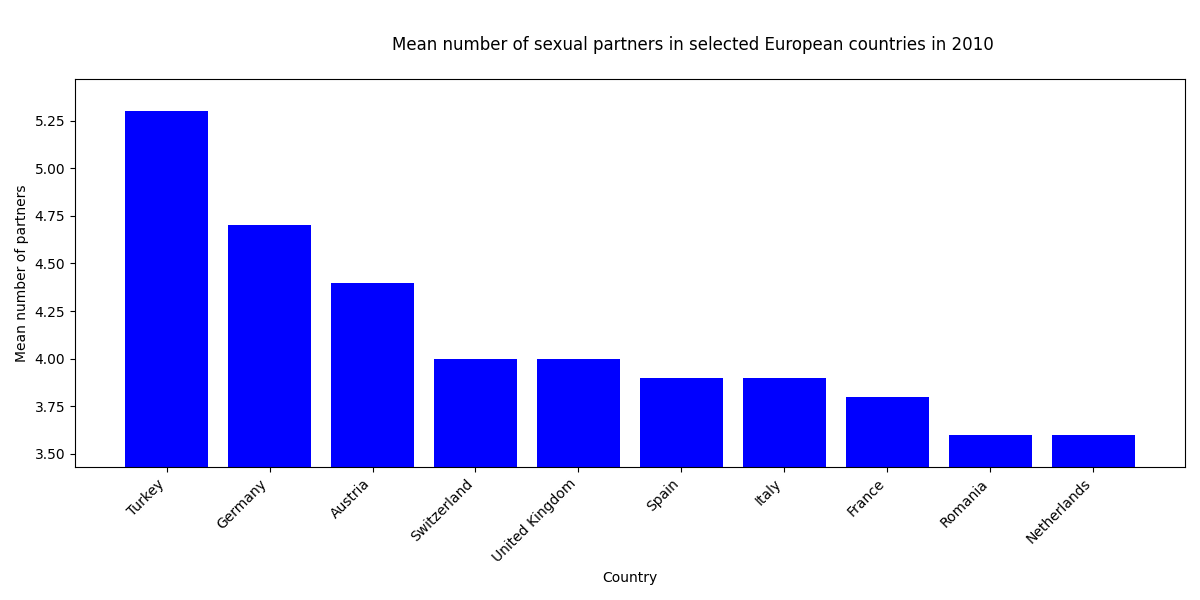 Mean number of sexual partners in selected European countries in 2010
Mean number of partners
5.25
5.00
4.75
4.50
4.25
4.00
3.75
3.50
Turkey
Germany
Austria
Switzerland
United Kingdom
Spain
Italy
France
Romania
Netherlands
Country